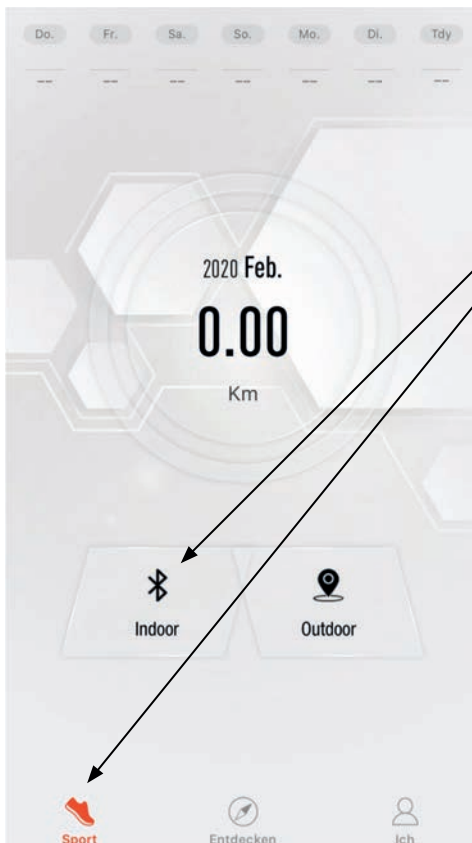 Do. Fr. Sa. So. Mo. Di. Tdy
--- --- --- --- --- --- ---
2020 Feb.
0.00
Km
Indoor Outdoor
Sport Entdecken Ich